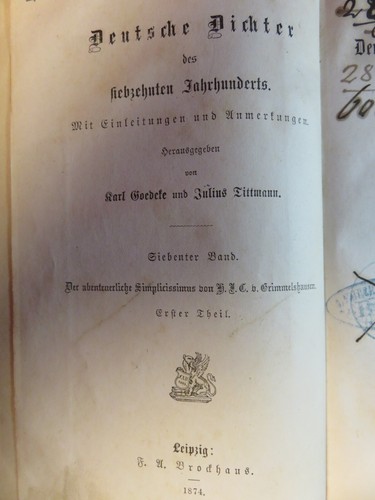 Deutsche Dichter
des
siebzehnten Jahrhunderts.
Mit Einleitungen und Anmerkungen.
Herausgegeben
von
Karl Goedeke und Julius Tittmann.
Siebenter Band.
Der abenteuerliche Simplicissimus von H. J. C. v. Grimmelshausen.
Erster Theil.
Leipzig:
F. A. Brockhaus.
1874.
28